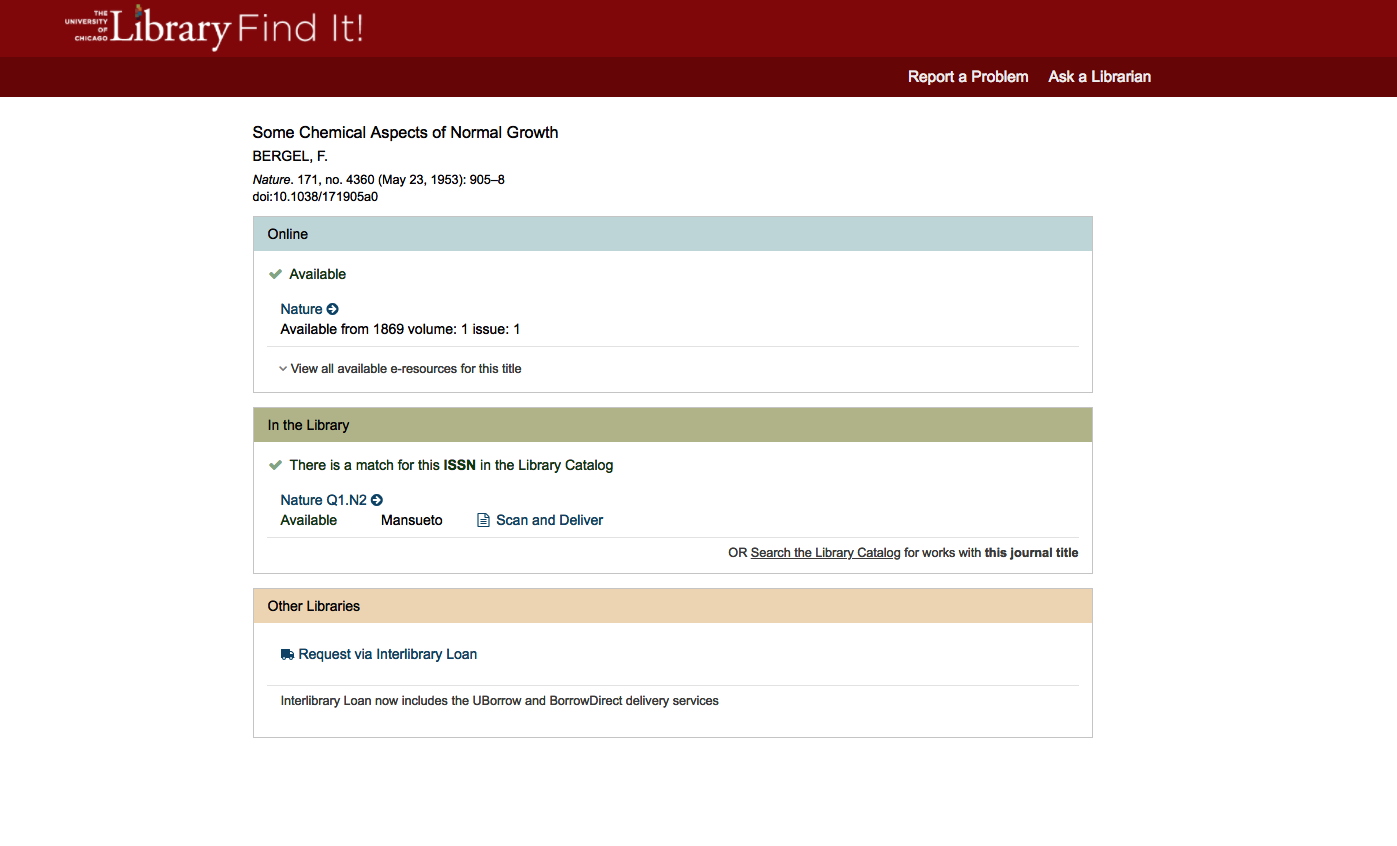 THE
UNIVERSITY
OF
CHICAGO
Library Find It!
Report a Problem Ask a Librarian
Some Chemical Aspects of Normal Growth
BERGEL, F.
Nature. 171, no. 4360 (May 23, 1953): 905–8
doi:10.1038/171905a0
Online
Available
Nature
Available from 1869 volume: 1 issue: 1
View all available e-resources for this title
In the Library
There is a match for this ISSN in the Library Catalog
Nature Q1.N2
Available Mansueto Scan and Deliver
OR Search the Library Catalog for works with this journal title
Other Libraries
Request via Interlibrary Loan
Interlibrary Loan now includes the UBorrow and BorrowDirect delivery services